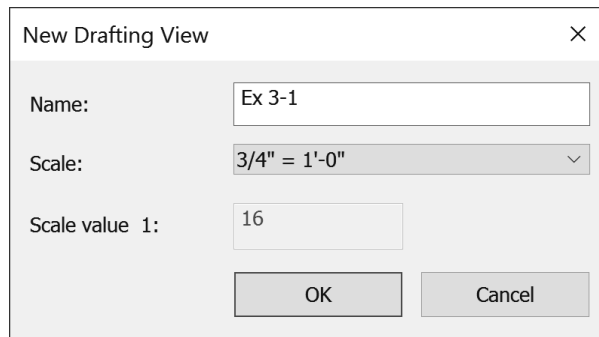 New Drafting View
Name: Ex 3-1
Scale: 3/4" = 1'-0"
Scale value  1: 16
OK Cancel